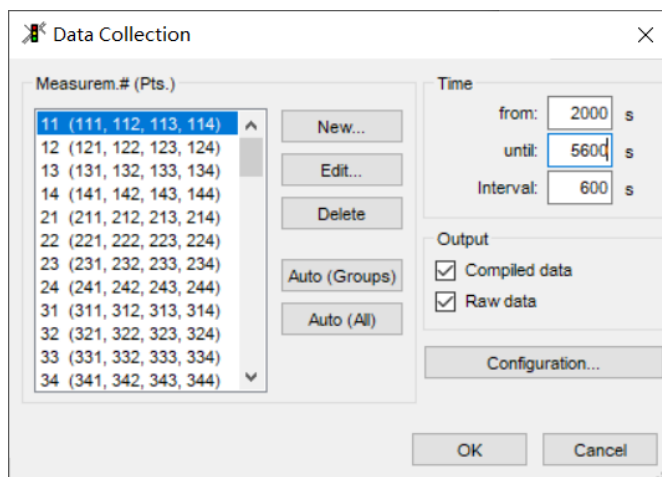 Data Collection
Measurem.# (Pts.)
11 (111, 112, 113, 114)
12 (121, 122, 123, 124)
13 (131, 132, 133, 134)
14 (141, 142, 143, 144)
21 (211, 212, 213, 214)
22 (221, 222, 223, 224)
23 (231, 232, 233, 234)
24 (241, 242, 243, 244)
31 (311, 312, 313, 314)
32 (321, 322, 323, 324)
33 (331, 332, 333, 334)
34 (341, 342, 343, 344)
New...
Edit...
Delete
Auto (Groups)
Auto (All)
Time
from: 2000 s
until: 5600 s
Interval: 600 s
Output
Compiled data
Raw data
Configuration...
OK Cancel